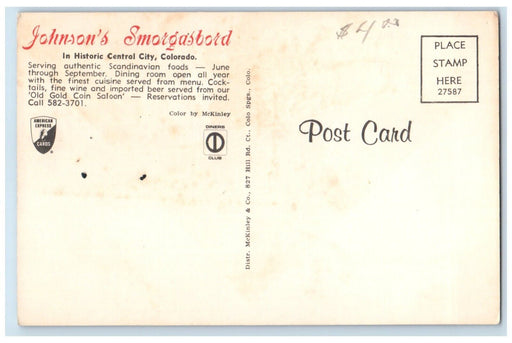 Johnson's Smorgasbord
In Historic Central City, Colorado.
Serving authentic Scandinavian foods — June
through September. Dining room open all year
with the finest cuisine served from menu. Cock-
tails, fine wine and imported beer served from our
'Old Gold Coin Saloon' — Reservations invited.
Call 582-3701.
Color by McKinley
AMERICAN
EXPRESS
CARDS
DINERS
CLUB
Distr. McKinley & Co., 827 Hill Rd. Ct., Colo Spgs., Colo.
$4.00
PLACE
STAMP
HERE
27587
Post Card